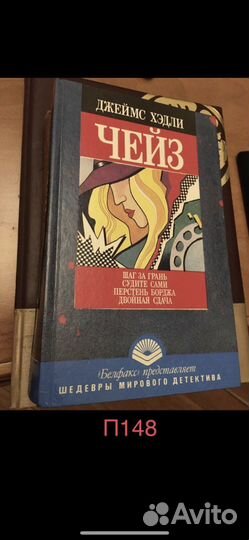 ДЖЕЙМС ХЭДЛИ
ЧЕЙЗ
ШАГ ЗА ГРАНЬ
СУДИТЕ САМИ
ПЕРСТЕНЬ БОРДЖА
ДВОЙНАЯ СДАЧА
«Белфакс» представляет
ШЕДЕВРЫ МИРОВОГО ДЕТЕКТИВА
П148
Avito